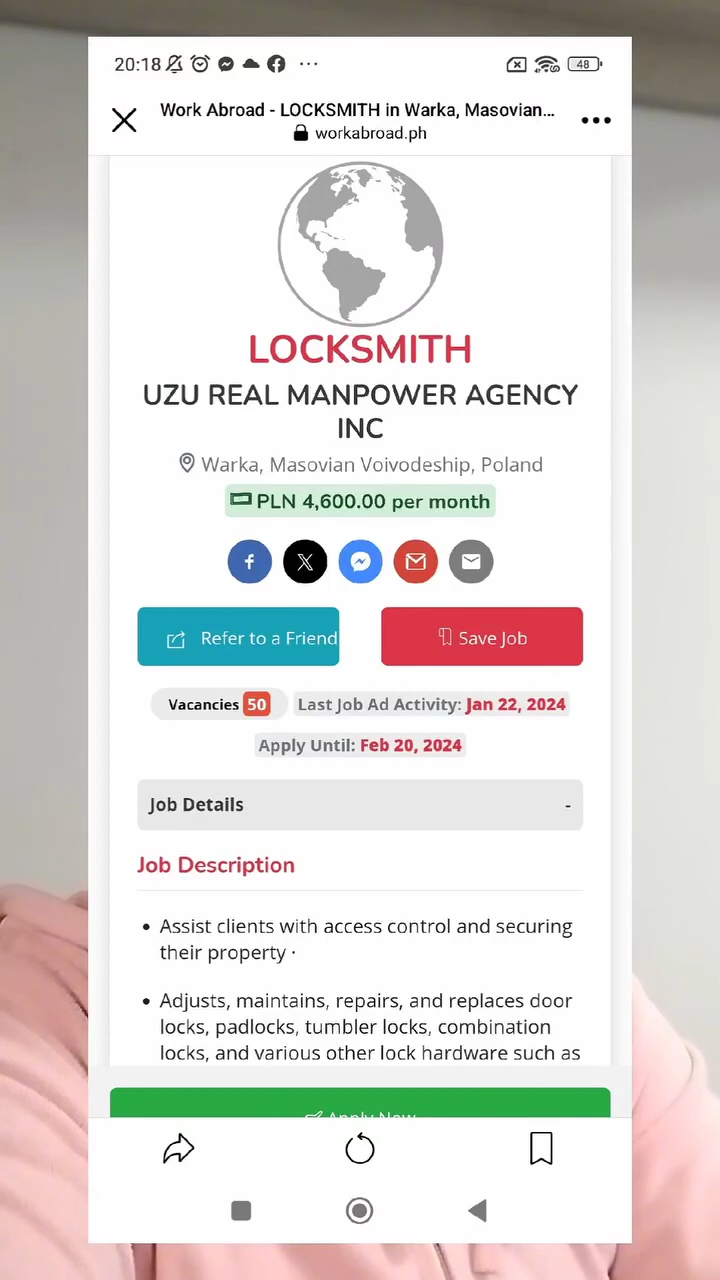 20:18 ...
48
Work Abroad - LOCKSMITH in Warka, Masovian...
workabroad.ph
LOCKSMITH
UZU REAL MANPOWER AGENCY
INC
Warka, Masovian Voivodeship, Poland
PLN 4,600.00 per month
Refer to a Friend
Save Job
Vacancies 50 Last Job Ad Activity: Jan 22, 2024
Apply Until: Feb 20, 2024
Job Details -
Job Description
• Assist clients with access control and securing
their property ·
• Adjusts, maintains, repairs, and replaces door
locks, padlocks, tumbler locks, combination
locks, and various other lock hardware such as
Apply Now